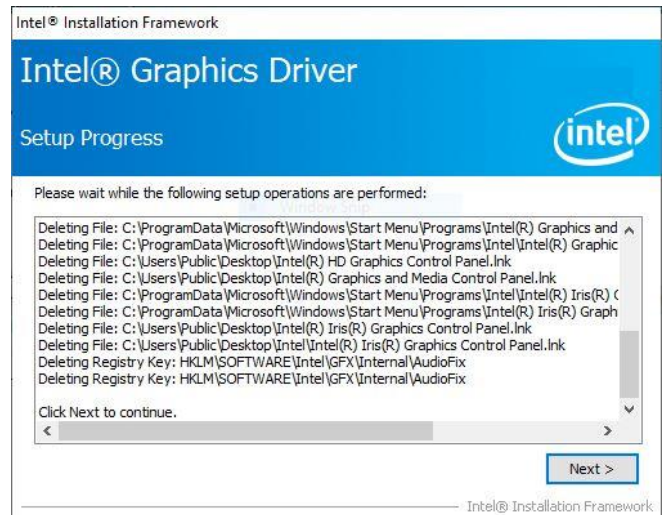 Intel® Installation Framework
Intel® Graphics Driver
Setup Progress
intel
Please wait while the following setup operations are performed:
Window Snip
Deleting File: C:\ProgramData\Microsoft\Windows\Start Menu\Programs\Intel(R) Graphics and
Deleting File: C:\ProgramData\Microsoft\Windows\Start Menu\Programs\Intel\Intel(R) Graphic
Deleting File: C:\Users\Public\Desktop\Intel(R) HD Graphics Control Panel.lnk
Deleting File: C:\Users\Public\Desktop\Intel(R) Graphics and Media Control Panel.lnk
Deleting File: C:\ProgramData\Microsoft\Windows\Start Menu\Programs\Intel\Intel(R) Iris(R) G
Deleting File: C:\ProgramData\Microsoft\Windows\Start Menu\Programs\Intel(R) Iris(R) Graph
Deleting File: C:\Users\Public\Desktop\Intel(R) Iris(R) Graphics Control Panel.lnk
Deleting File: C:\Users\Public\Desktop\Intel\Intel(R) Iris(R) Graphics Control Panel.lnk
Deleting Registry Key: HKLM\SOFTWARE\Intel\GFX\Internal\AudioFix
Deleting Registry Key: HKLM\SOFTWARE\Intel\GFX\Internal\AudioFix
Click Next to continue.
Next >
Intel® Installation Framework